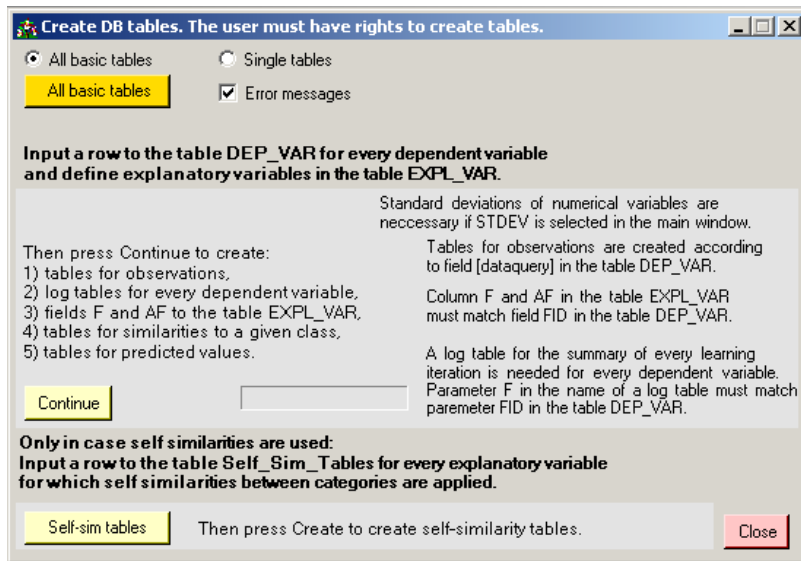 Create DB tables. The user must have rights to create tables.
All basic tables
Single tables
All basic tables
Error messages
Input a row to the table DEP_VAR for every dependent variable
and define explanatory variables in the table EXPL_VAR.
Standard deviations of numerical variables are
neccessary if STDEV is selected in the main window.
Then press Continue to create:
1) tables for observations,
2) log tables for every dependent variable,
3) fields F and AF to the table EXPL_VAR,
4) tables for similarities to a given class,
5) tables for predicted values.
Tables for observations are created according
to field [dataquery] in the table DEP_VAR.
Column F and AF in the table EXPL_VAR
must match field FID in the table DEP_VAR.
A log table for the summary of every learning
iteration is needed for every dependent variable.
Parameter F in the name of a log table must match
paremeter FID in the table DEP_VAR.
Continue
Only in case self similarities are used:
Input a row to the table Self_Sim_Tables for every explanatory variable
for which self similarities between categories are applied.
Self-sim tables
Then press Create to create self-similarity tables.
Close